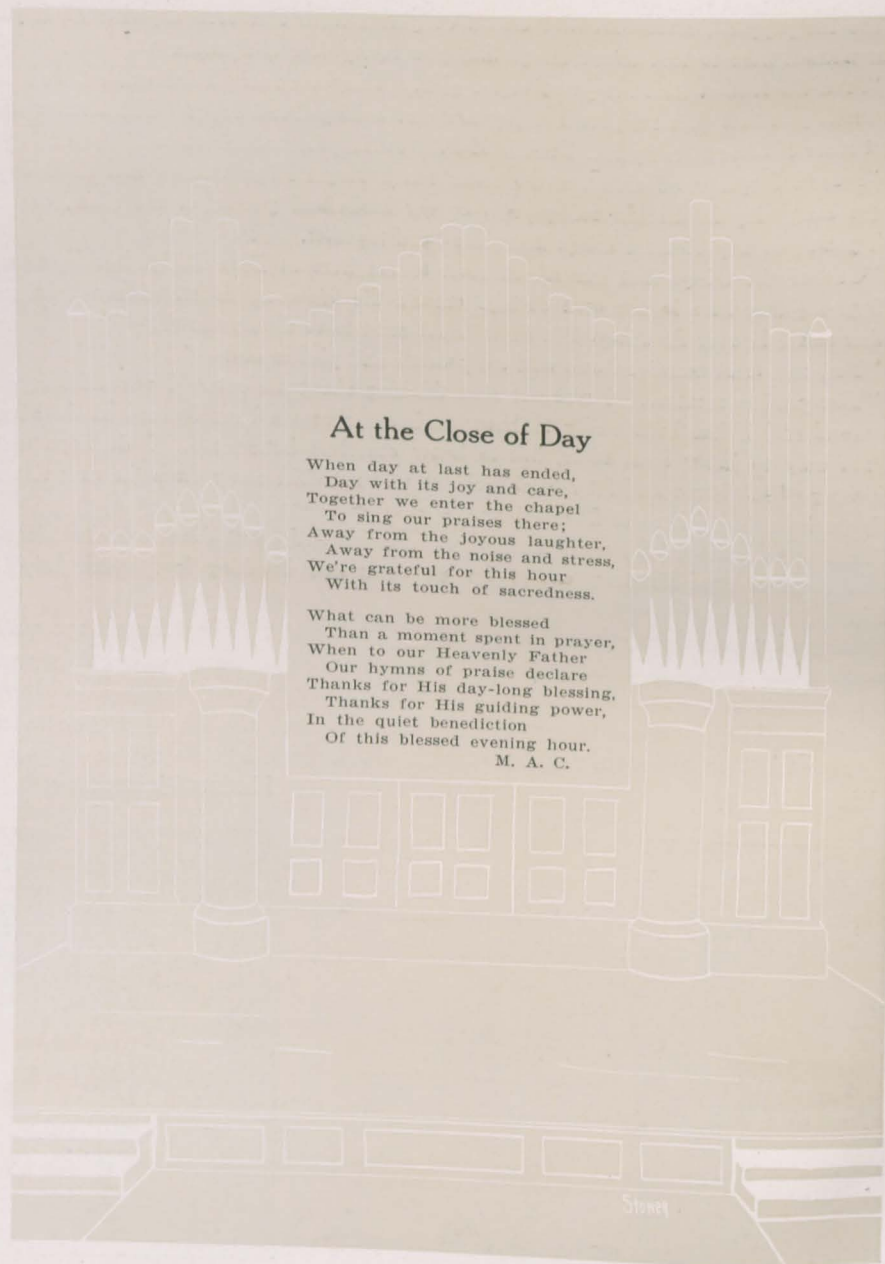 At the Close of Day
When day at last has ended,
Day with its joy and care,
Together we enter the chapel
To sing our praises there;
Away from the joyous laughter,
Away from the noise and stress,
We're grateful for this hour
With its touch of sacredness.
What can be more blessed
Than a moment spent in prayer,
When to our Heavenly Father
Our hymns of praise declare
Thanks for His day-long blessing,
Thanks for His guiding power,
In the quiet benediction
Of this blessed evening hour.
M. A. C.
Stoney